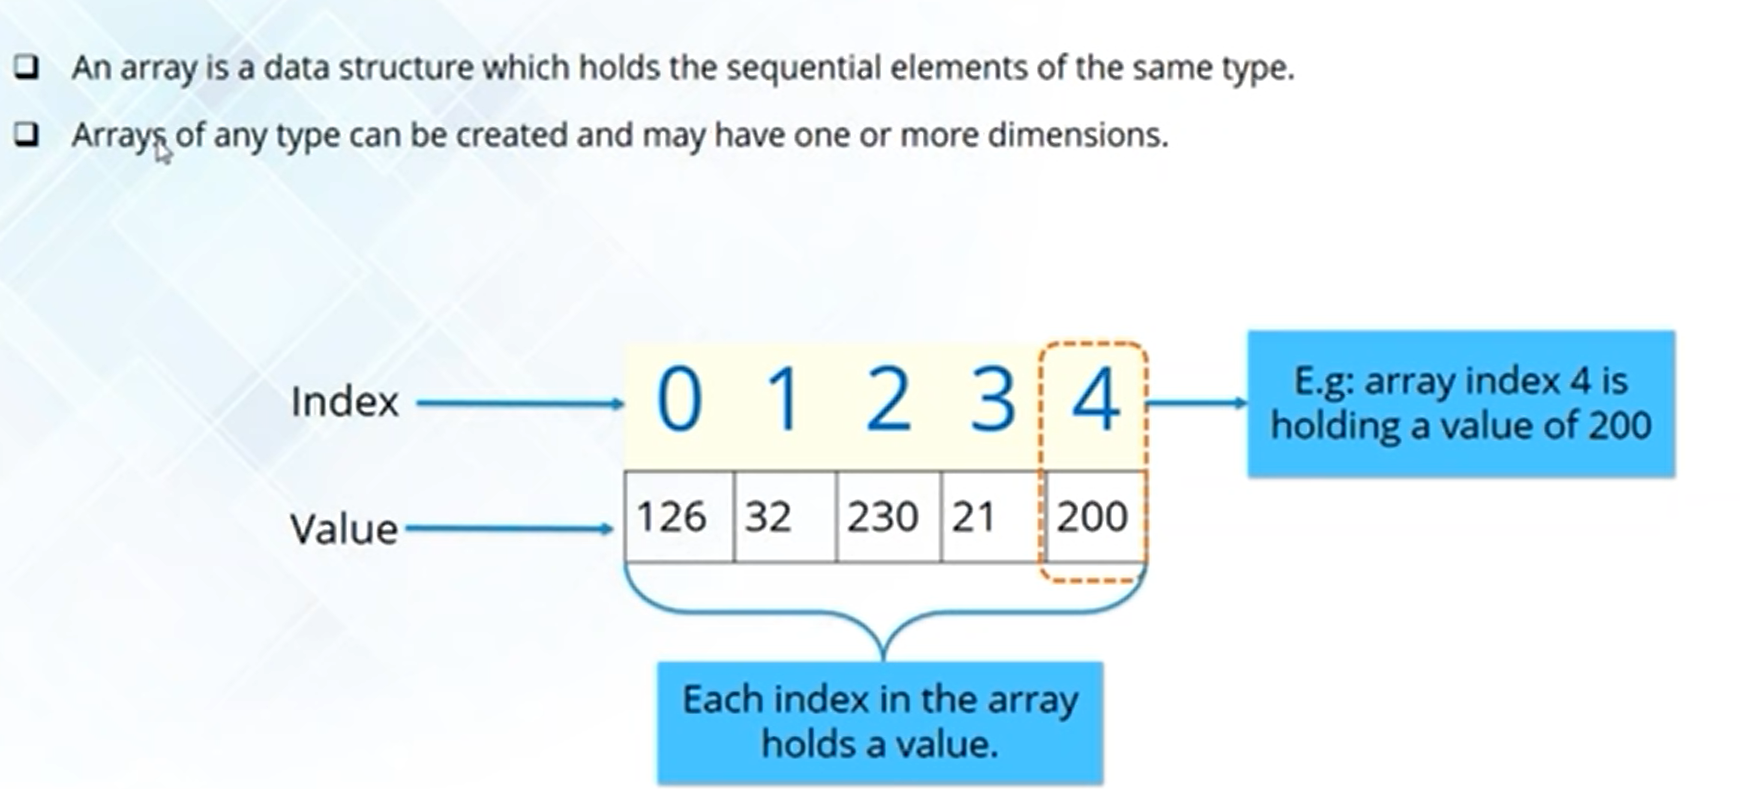 An array is a data structure which holds the sequential elements of the same type.
Arrays of any type can be created and may have one or more dimensions.
Index
0 1 2 3 4
E.g: array index 4 is
holding a value of 200
Value
126 32 230 21 200
Each index in the array
holds a value.